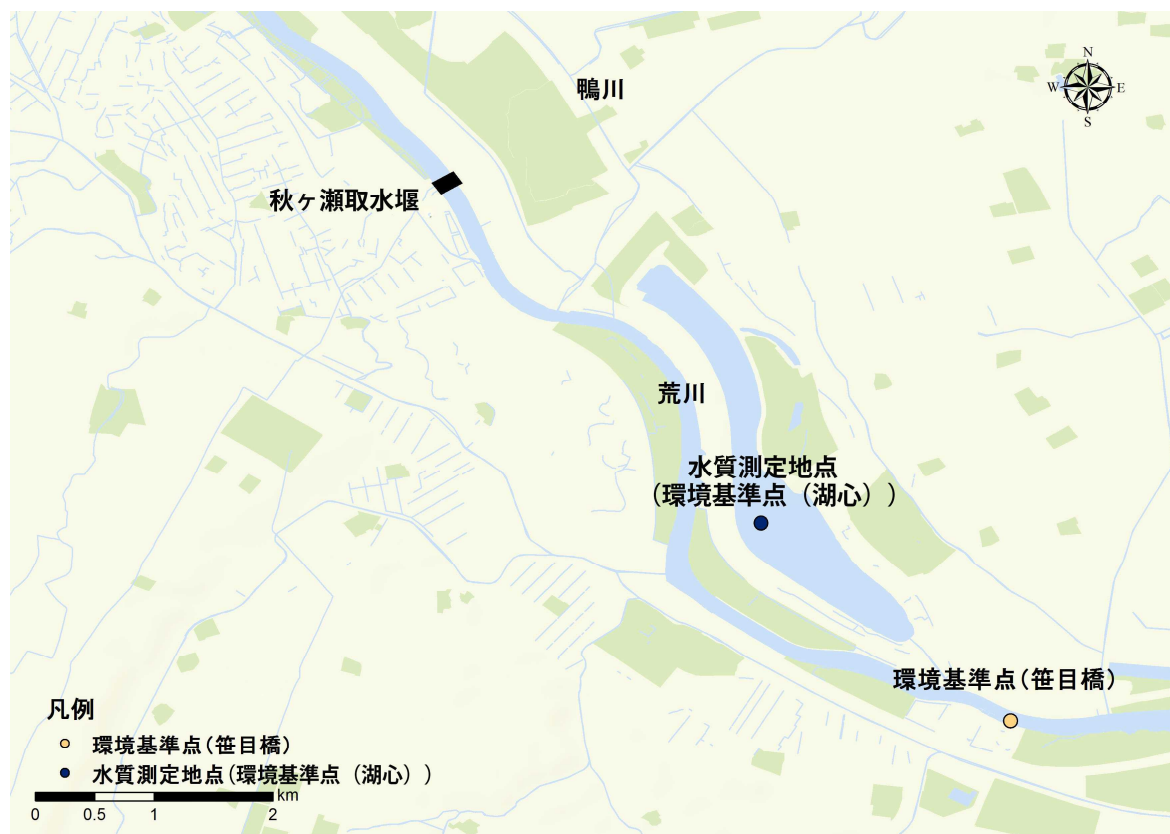 鴨川
N
W E
S
秋ヶ瀬取水堰
荒川
水質測定地点
(環境基準点（湖心）)
環境基準点(笹目橋)
凡例
環境基準点(笹目橋)
水質測定地点(環境基準点（湖心）)
km
0 0.5 1 2